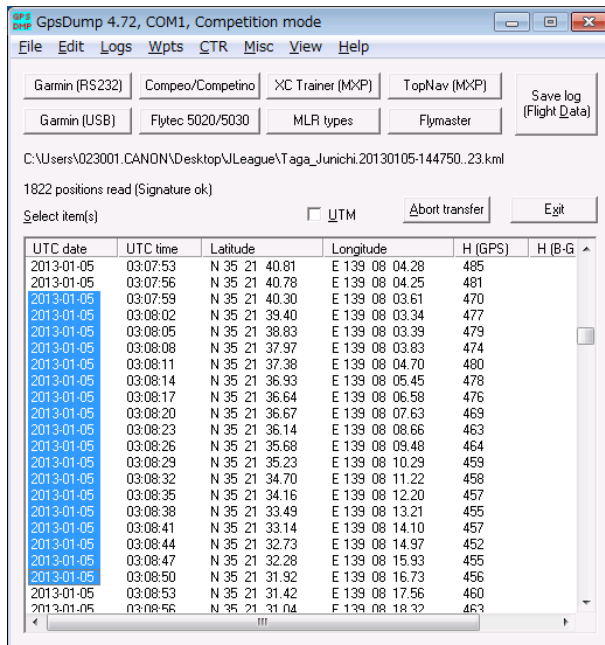 GPS DMP GpsDump 4.72, COM1, Competition mode
File Edit Logs Wpts CTR Misc View Help
Garmin (RS232) Compeo/Competino XC Trainer (MXP) TopNav (MXP) Save log
(Flight Data)
Garmin (USB) Flytec 5020/5030 MLR types Flymaster
C:\Users\023001.CANON\Desktop\JLeague\Taga_Junichi.20130105-144750..23.kml
1822 positions read (Signature ok)
Select item(s) UTM Abort transfer Exit
UTC date UTC time Latitude Longitude H (GPS) H (B-G
2013-01-05 03:07:53 N 35 21 40.81 E 139 08 04.28 485
2013-01-05 03:07:56 N 35 21 40.78 E 139 08 04.25 481
2013-01-05 03:07:59 N 35 21 40.30 E 139 08 03.61 470
2013-01-05 03:08:02 N 35 21 39.40 E 139 08 03.34 477
2013-01-05 03:08:05 N 35 21 38.83 E 139 08 03.39 479
2013-01-05 03:08:08 N 35 21 37.97 E 139 08 03.83 474
2013-01-05 03:08:11 N 35 21 37.38 E 139 08 04.70 480
2013-01-05 03:08:14 N 35 21 36.93 E 139 08 05.45 478
2013-01-05 03:08:17 N 35 21 36.64 E 139 08 06.58 476
2013-01-05 03:08:20 N 35 21 36.67 E 139 08 07.63 469
2013-01-05 03:08:23 N 35 21 36.14 E 139 08 08.66 463
2013-01-05 03:08:26 N 35 21 35.68 E 139 08 09.48 464
2013-01-05 03:08:29 N 35 21 35.23 E 139 08 10.29 459
2013-01-05 03:08:32 N 35 21 34.70 E 139 08 11.22 458
2013-01-05 03:08:35 N 35 21 34.16 E 139 08 12.20 457
2013-01-05 03:08:38 N 35 21 33.49 E 139 08 13.21 455
2013-01-05 03:08:41 N 35 21 33.14 E 139 08 14.10 457
2013-01-05 03:08:44 N 35 21 32.73 E 139 08 14.97 452
2013-01-05 03:08:47 N 35 21 32.28 E 139 08 15.93 455
2013-01-05 03:08:50 N 35 21 31.92 E 139 08 16.73 456
2013-01-05 03:08:53 N 35 21 31.42 E 139 08 17.56 460
2013-01-05 03:08:56 N 35 21 31.04 E 139 08 18.32 463